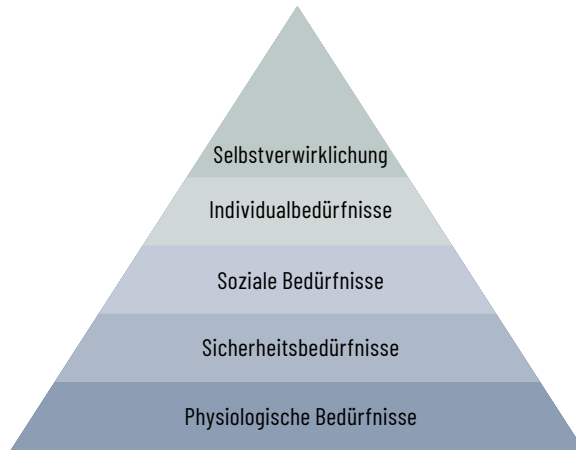 Selbstverwirklichung
Individualbedürfnisse
Soziale Bedürfnisse
Sicherheitsbedürfnisse
Physiologische Bedürfnisse